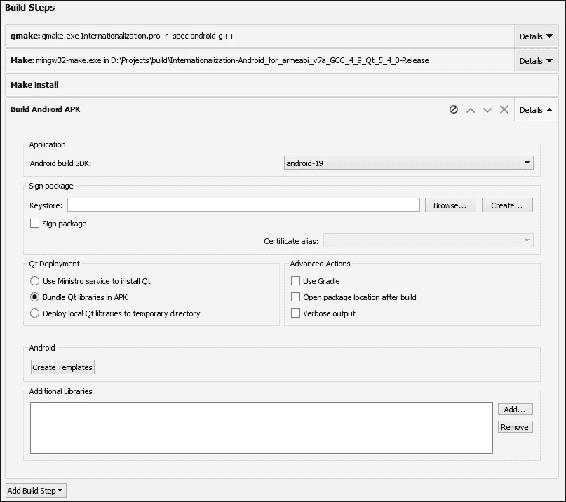 Build Steps
qmake: qmake.exe Internationalization.pro -r -spec android-g++
Details
Make: mingw32-make.exe in D:\Projects\build\Internationalization-Android_for_armeabi_v7a_GCC_4_9_Qt_5_4_0-Release
Details
Make Install
Build Android APK
Details
Application
Android build SDK:
android-19
Sign package
Keystore:
Browse...
Create...
Sign package
Certificate alias:
Qt Deployment
Use Ministro service to install Qt
Bundle Qt libraries in APK
Deploy local Qt libraries to temporary directory
Advanced Actions
Use Gradle
Open package location after build
Verbose output
Android
Create Templates
Additional Libraries
Add...
Remove
Add Build Step